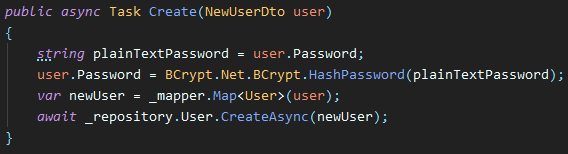 public async Task Create(NewUserDto user)
{
    string plainTextPassword = user.Password;
    user.Password = BCrypt.Net.BCrypt.HashPassword(plainTextPassword);
    var newUser = _mapper.Map<User>(user);
    await _repository.User.CreateAsync(newUser);
}